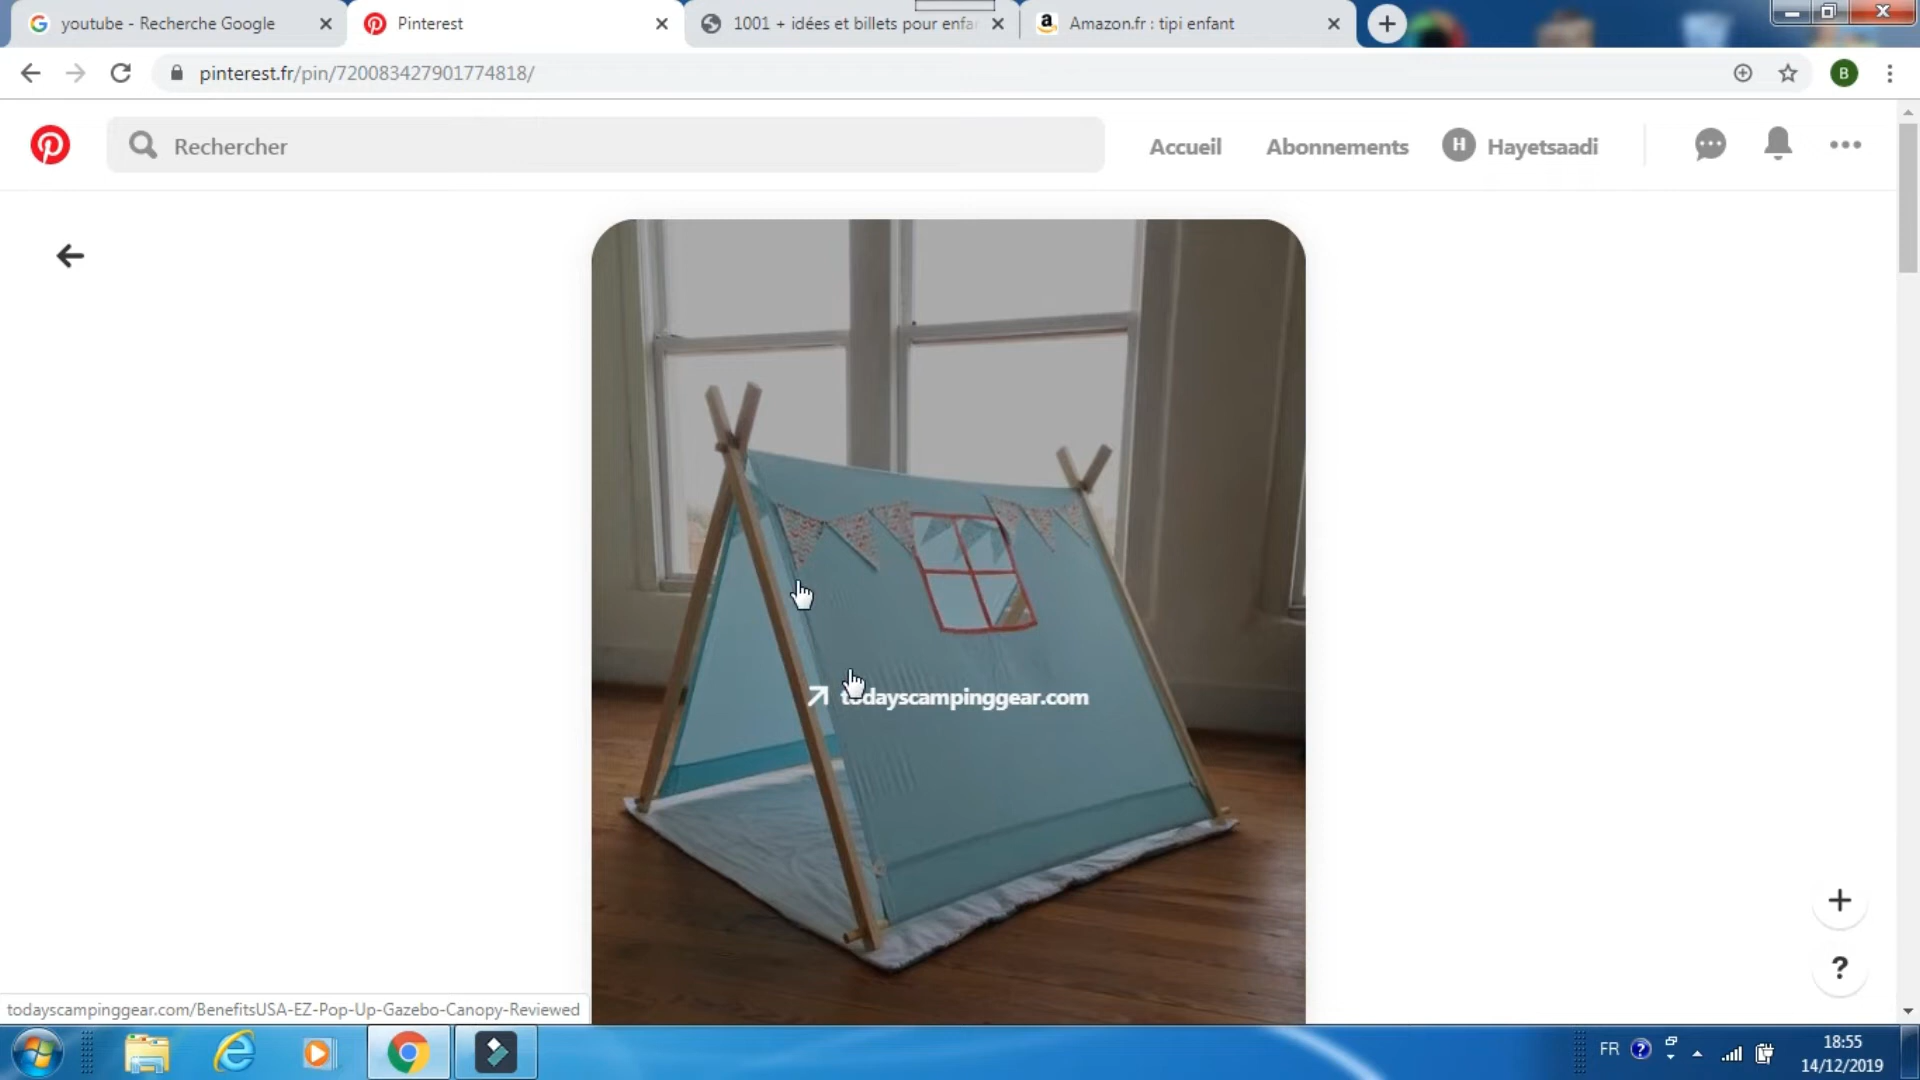 youtube - Recherche Google
Pinterest
1001 + idées et billets pour enfa
Amazon.fr : tipi enfant
pinterest.fr/pin/720083427901774818/
B
Rechercher
Accueil
Abonnements
H
Hayetsaadi
todayscampinggear.com
+
?
todayscampinggear.com/BenefitsUSA-EZ-Pop-Up-Gazebo-Canopy-Reviewed
FR
18:55
14/12/2019